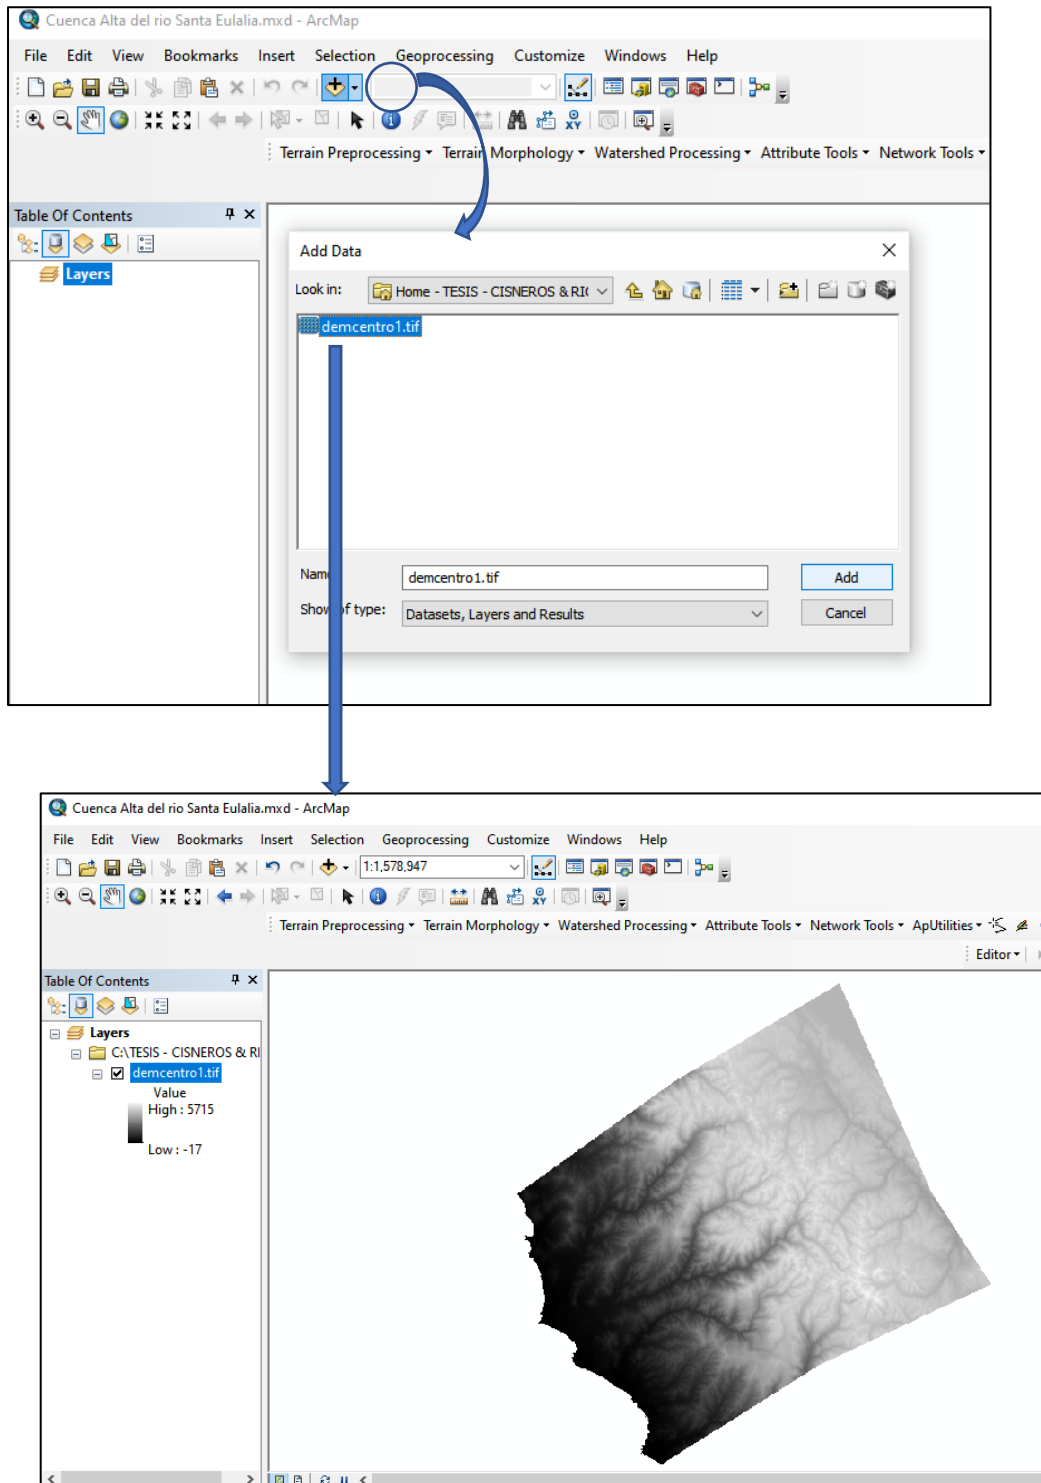 Cuenca Alta del rio Santa Eulalia.mxd - ArcMap
File Edit View Bookmarks Insert Selection Geoprocessing Customize Windows Help
Terrain Preprocessing Terrain Morphology Watershed Processing Attribute Tools Network Tools
Table Of Contents
Layers
Add Data
Look in: Home - TESIS - CISNEROS & RI
demcentro1.tif
Name demcentro1.tif Add
Show of type: Datasets, Layers and Results Cancel
Cuenca Alta del rio Santa Eulalia.mxd - ArcMap
File Edit View Bookmarks Insert Selection Geoprocessing Customize Windows Help
1:1,578,947
Terrain Preprocessing Terrain Morphology Watershed Processing Attribute Tools Network Tools ApUtilities
Editor
Table Of Contents
Layers
C:\TESIS - CISNEROS & RI
demcentro1.tif
Value
High : 5715
Low : -17